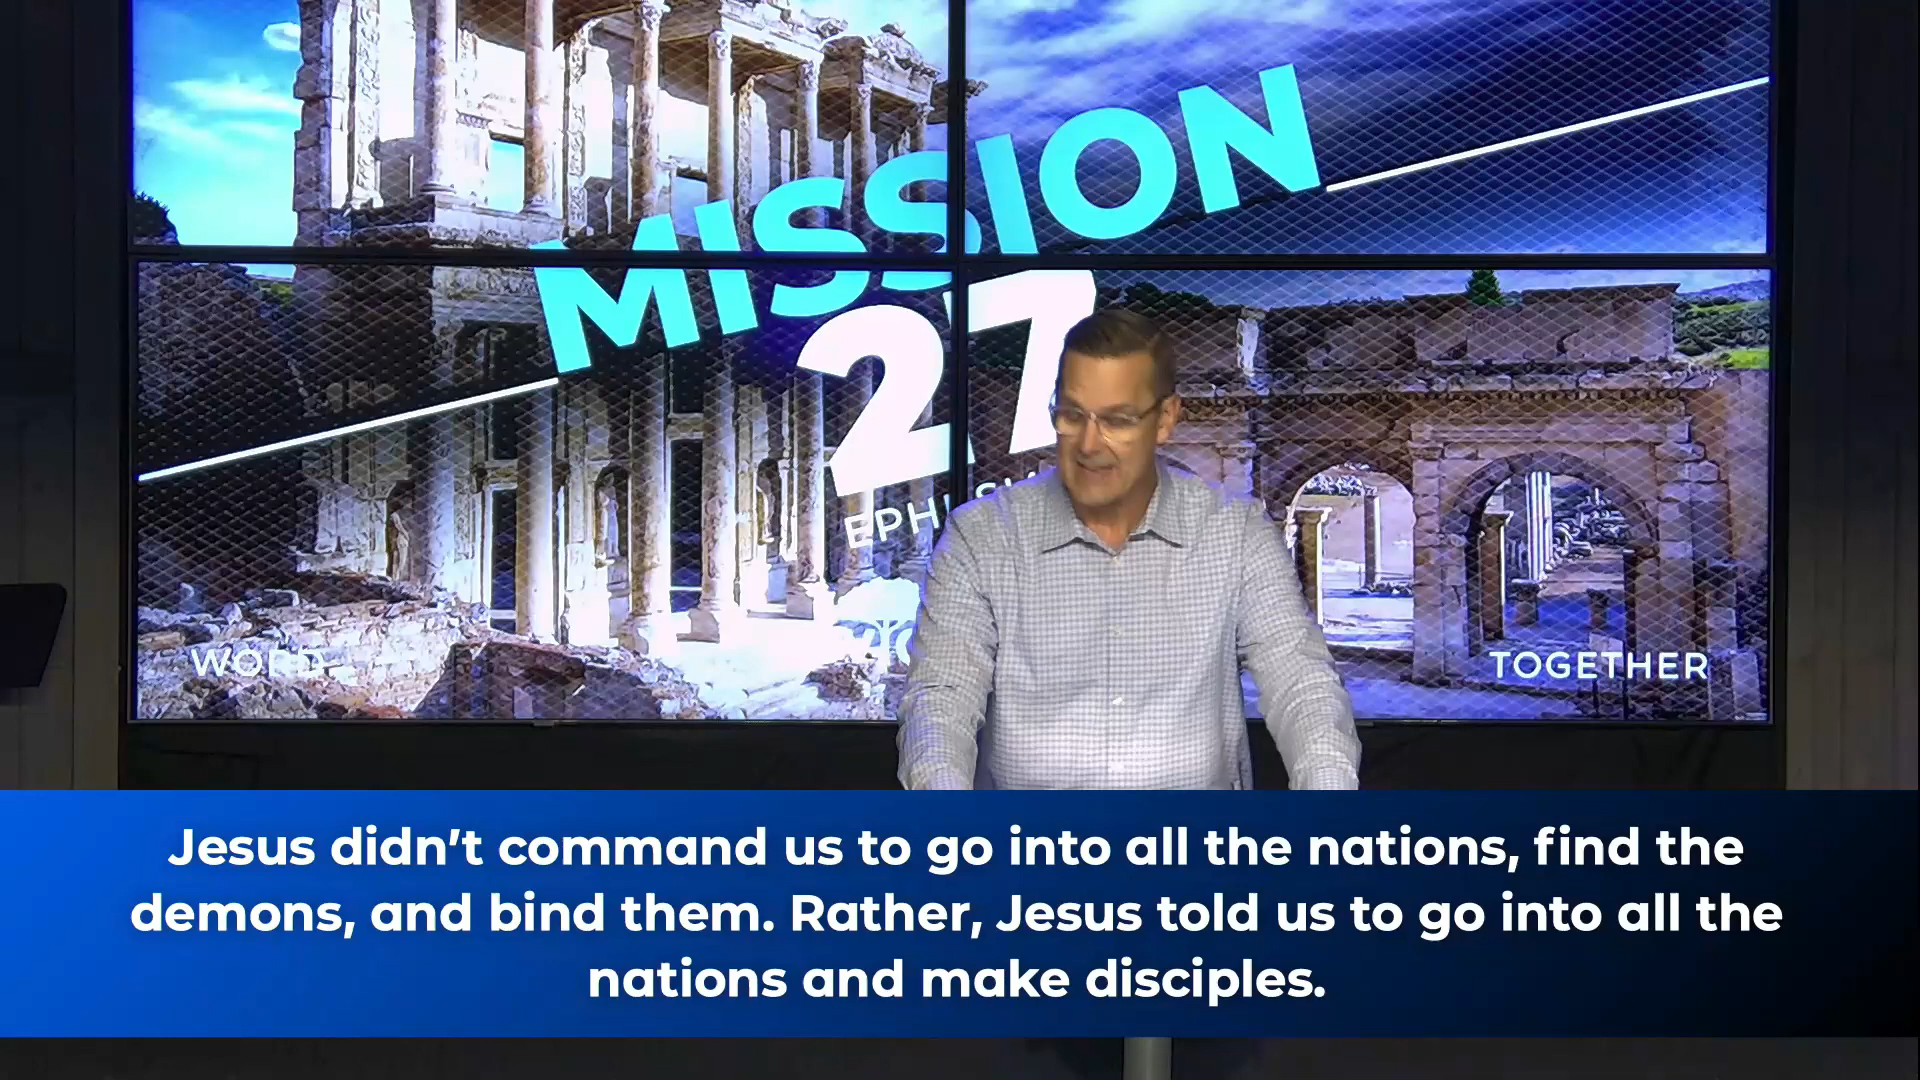 MISSION
27
WORD
TOGETHER
Jesus didn’t command us to go into all the nations, find the
demons, and bind them. Rather, Jesus told us to go into all the
nations and make disciples.